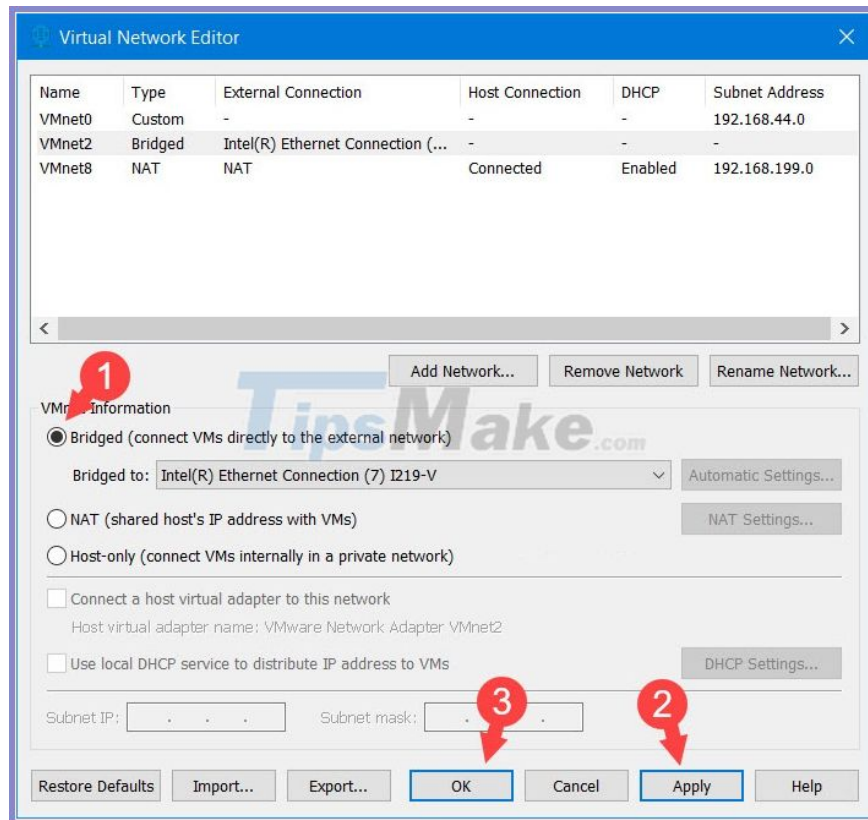 Virtual Network Editor
Name Type External Connection Host Connection DHCP Subnet Address
VMnet0 Custom - - - 192.168.44.0
VMnet2 Bridged Intel(R) Ethernet Connection (... - - -
VMnet8 NAT NAT Connected Enabled 192.168.199.0
1
Add Network... Remove Network Rename Network...
TipsMake.com
VMnet Information
Bridged (connect VMs directly to the external network)
Bridged to: Intel(R) Ethernet Connection (7) I219-V Automatic Settings...
NAT (shared host's IP address with VMs) NAT Settings...
Host-only (connect VMs internally in a private network)
Connect a host virtual adapter to this network
Host virtual adapter name: VMware Network Adapter VMnet2
Use local DHCP service to distribute IP address to VMs DHCP Settings...
3 2
Subnet IP: . . . Subnet mask: . . .
Restore Defaults Import... Export... OK Cancel Apply Help